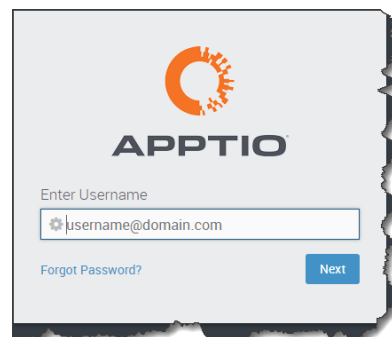 APPTIO
Enter Username
username@domain.com
Forgot Password?
Next